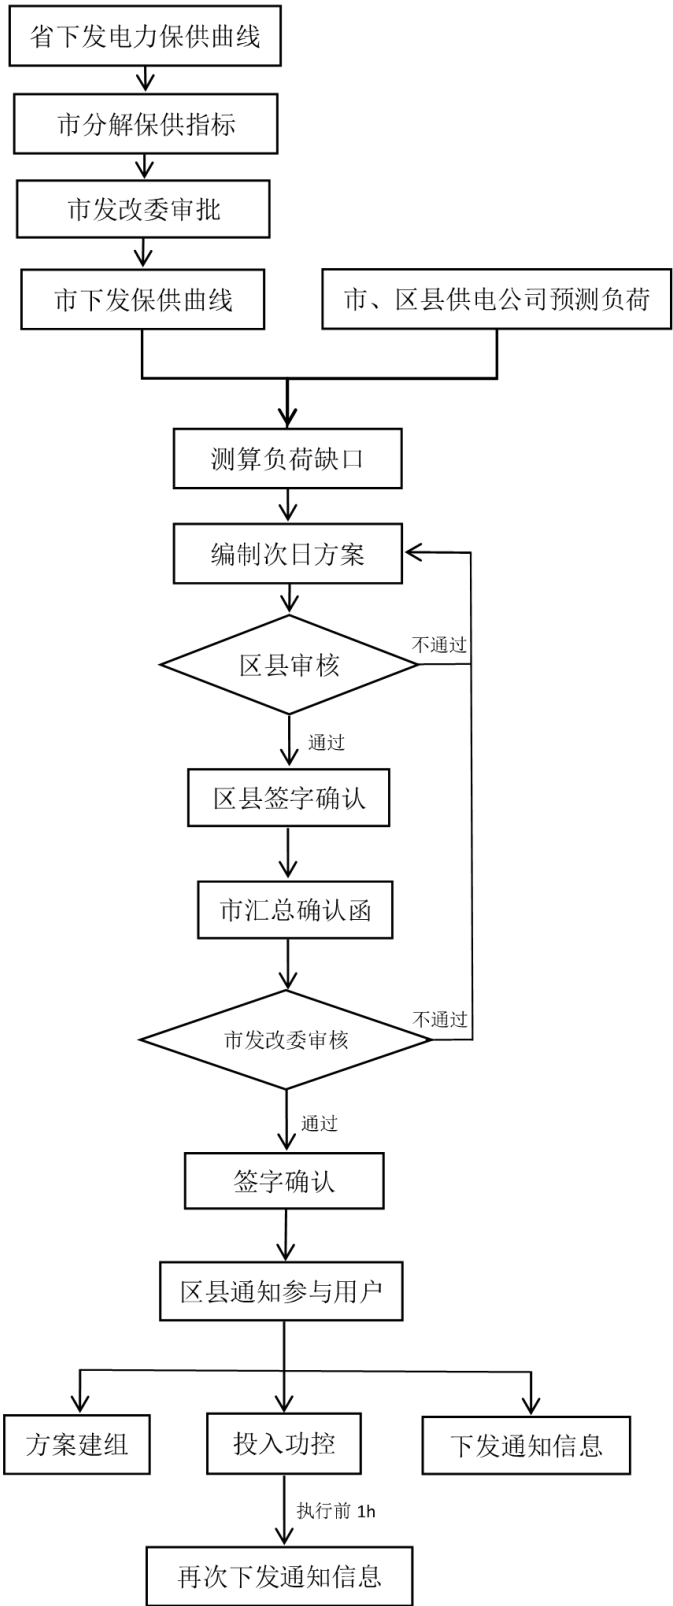 省下发电力保供曲线
市分解保供指标
市发改委审批
市下发保供曲线
市、区县供电公司预测负荷
测算负荷缺口
编制次日方案
区县审核
不通过
通过
区县签字确认
市汇总确认函
市发改委审核
不通过
通过
签字确认
区县通知参与用户
方案建组
投入功控
下发通知信息
执行前 1h
再次下发通知信息